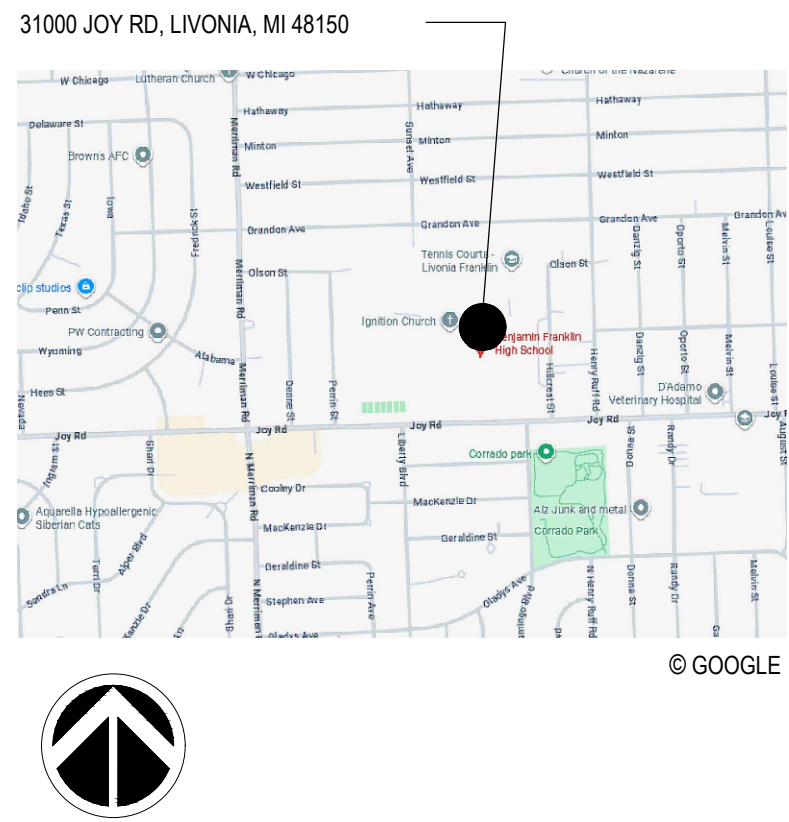 31000 JOY RD, LIVONIA, MI 48150
W Chicago
Lutheran Church
W Chicago
Church of the Nazarene
Hathaway
Hathaway
Hathaway
Delaware St
Merriman Rd
Sunset Ave
Minton
Minton
Minton
Brown's AFC
Westfield St
Westfield St
Westfield St
Idaho St
Texas St
Iowa
Fredrick St
Grandon Ave
Grandon Ave
Grandon Ave
Grandon Av
Danzig St
Oporto St
Melvin St
Louise St
Tennis Courts -
Livonia Franklin
Olson St
Olson St
Merriman Rd
clip studios
Penn St
PW Contracting
Ignition Church
enjamin Franklin
High School
Wyoming
Alabama
Danzig St
Oporto St
Melvin St
Louise St
Hees St
Nevada
Merriman Rd
Deane St
Perrin St
Hillcrest St
Henry Ruff Rd
D'Adamo
Veterinary Hospital
Joy Rd
Joy Rd
Joy Rd
Joy Rd
Joy R
Ingram St
Shari Dr
N Merriman Rd
Liberty Blvd
Donna St
Randy Dr
August St
Corrado park
Cooley Dr
MacKenzie Dr
Alz Junk and metal
Aquarella Hypoallergenic
Siberian Cats
MacKenzie Dr
Geraldine St
Corrado Park
Alper Blvd
Terri Dr
Geraldine St
Perrin Ave
Gladys Ave
Sandra Ln
Stephen Ave
N Merriman
Shari Dr
N Henry Ruff Rd
Donna St
Randy Dr
Melvin St
Gladys Ave
© GOOGLE